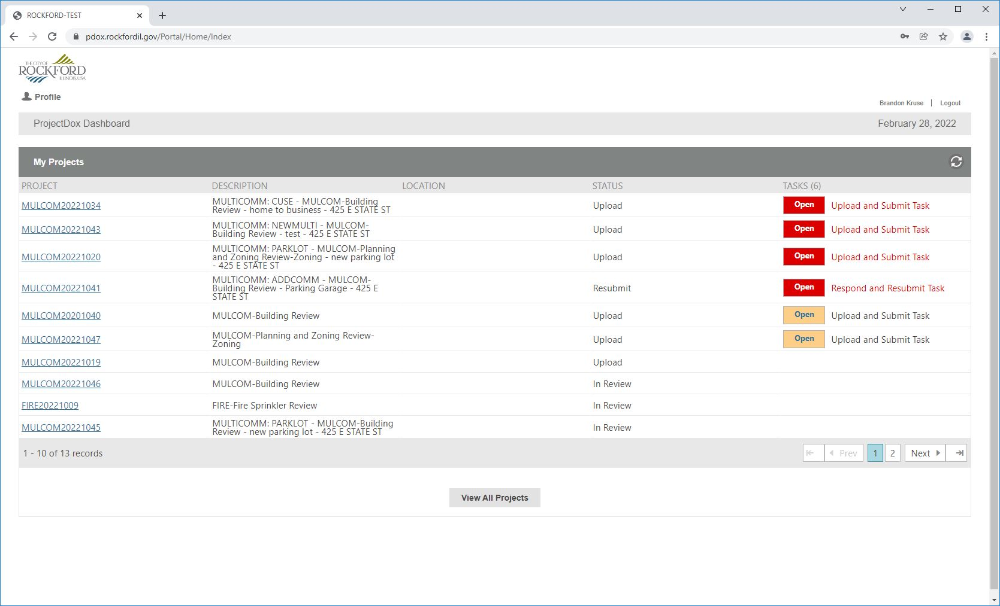 ROCKFORD-TEST
pdox.rockfordil.gov/Portal/Home/Index
THE CITY OF
ROCKFORD
ILLINOIS, USA
Profile
Brandon Kruse | Logout
ProjectDox Dashboard February 28, 2022
My Projects
PROJECT DESCRIPTION LOCATION STATUS TASKS (6)
MULCOM20221034 MULTICOMM: CUSE - MULCOM-Building Upload Open Upload and Submit Task
Review - home to business - 425 E STATE ST
MULCOM20221043 MULTICOMM: NEWMULTI - MULCOM- Upload Open Upload and Submit Task
Building Review - test - 425 E STATE ST
MULCOM20221020 MULTICOMM: PARKLOT - MULCOM-Planning Upload Open Upload and Submit Task
and Zoning Review-Zoning - new parking lot
- 425 E STATE ST
MULCOM20221041 MULTICOMM: ADDCOMM - MULCOM- Resubmit Open Respond and Resubmit Task
Building Review - Parking Garage - 425 E
STATE ST
MULCOM20201040 MULCOM-Building Review Upload Open Upload and Submit Task
MULCOM20221047 MULCOM-Planning and Zoning Review- Upload Open Upload and Submit Task
Zoning
MULCOM20221019 MULCOM-Building Review Upload
MULCOM20221046 MULCOM-Building Review In Review
FIRE20221009 FIRE-Fire Sprinkler Review In Review
MULCOM20221045 MULTICOMM: PARKLOT - MULCOM-Building In Review
Review - new parking lot - 425 E STATE ST
1 - 10 of 13 records Prev 1 2 Next
View All Projects